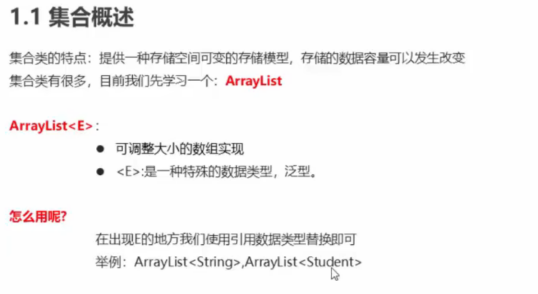 1.1 集合概述
集合类的特点：提供一种存储空间可变的存储模型，存储的数据容量可以发生改变
集合类有很多，目前我们先学习一个：ArrayList
ArrayList<E>：
● 可调整大小的数组实现
● <E>:是一种特殊的数据类型，泛型。
怎么用呢?
在出现E的地方我们使用引用数据类型替换即可
举例：ArrayList<String>,ArrayList<Student>